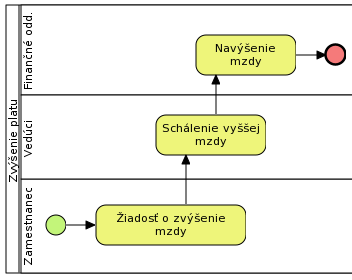 Zvýšenie platu
Finančné odd.
Navýšenie
mzdy
Vedúci
Schálenie vyššej
mzdy
Zamestnanec
Žiadosť o zvýšenie
mzdy